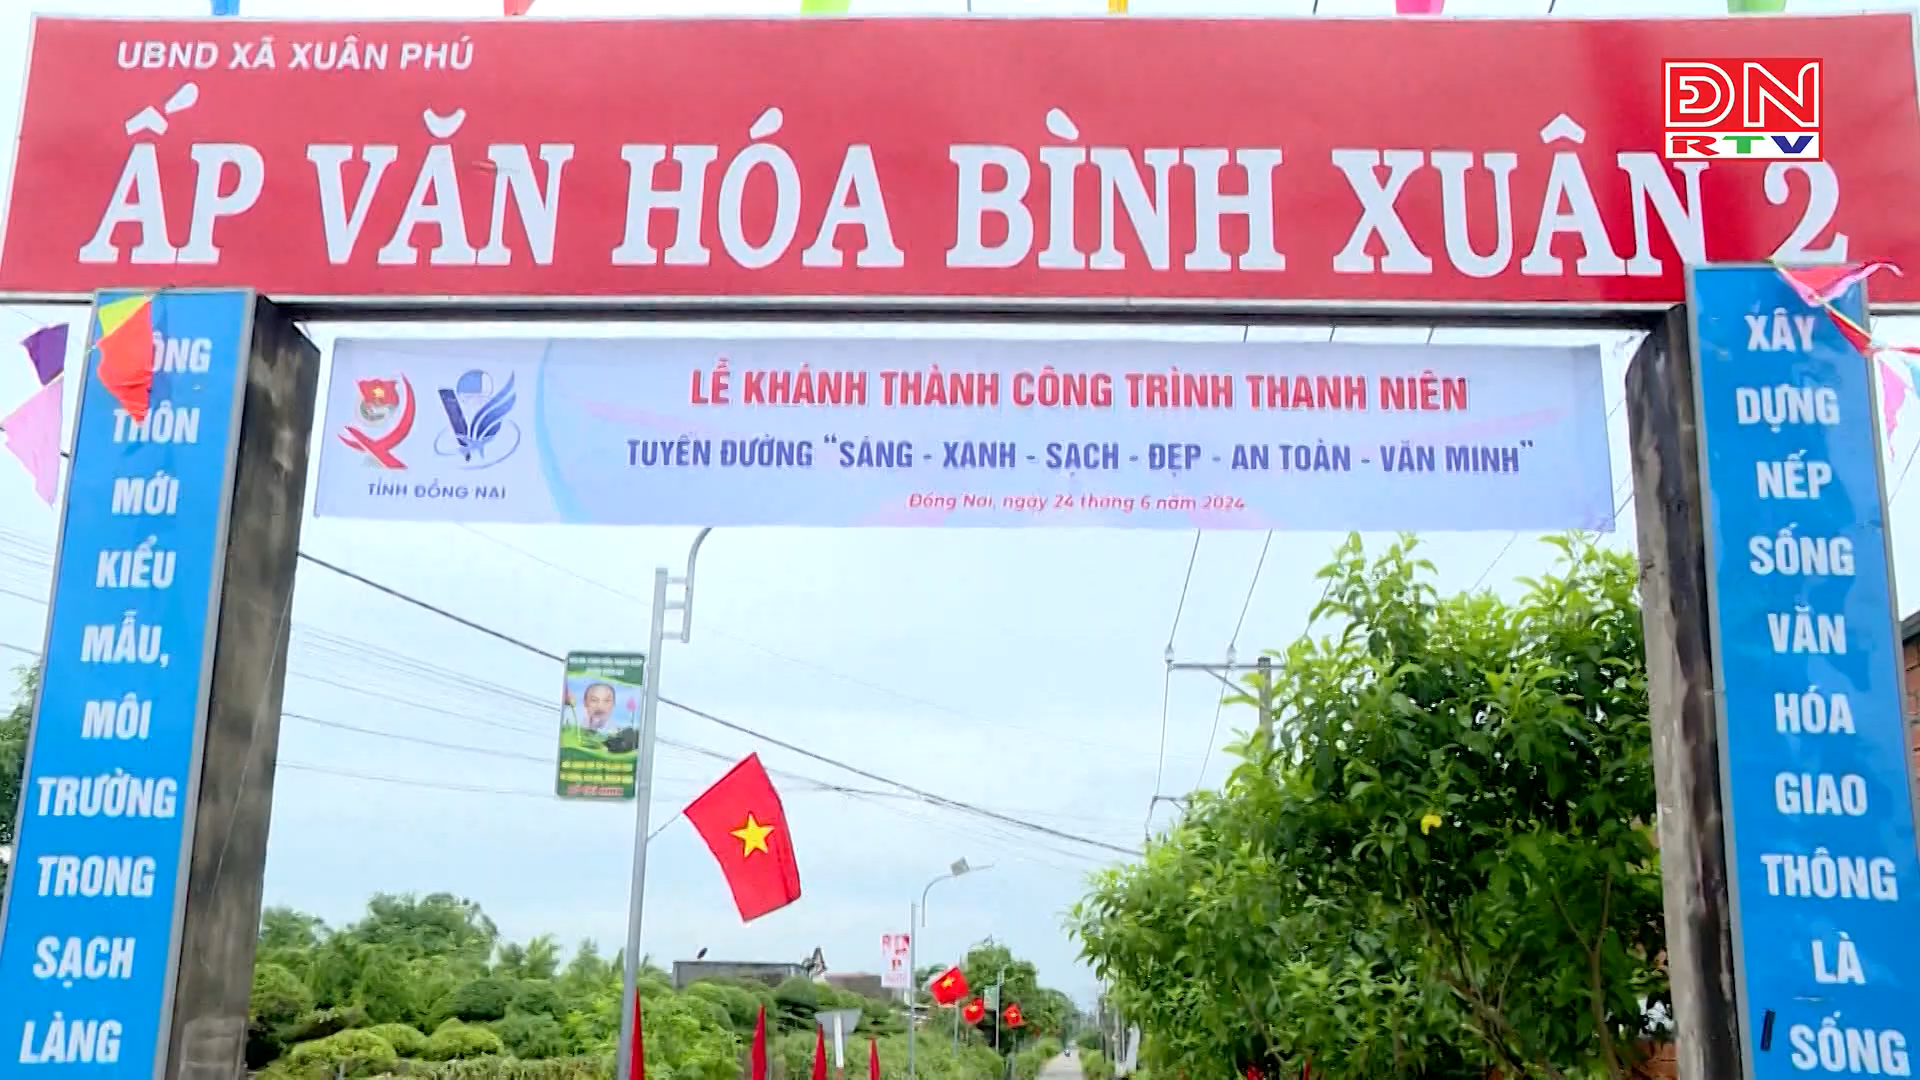 UBND XÃ XUÂN PHÚ
ĐN
RTV
ẤP VĂN HÓA BÌNH XUÂN 2
LỄ KHÁNH THÀNH CÔNG TRÌNH THANH NIÊN
TUYẾN ĐƯỜNG “SÁNG - XANH - SẠCH - ĐẸP - AN TOÀN - VĂN MINH”
TỈNH ĐỒNG NAI
Đồng Nai, ngày 24 tháng 6 năm 2024
THÔN
MỚI
KIỂU
MẪU,
MÔI
TRƯỜNG
TRONG
SẠCH
LÀNG
XÂY
DỰNG
NẾP
SỐNG
VĂN
HÓA
GIAO
THÔNG
LÀ
SỐNG